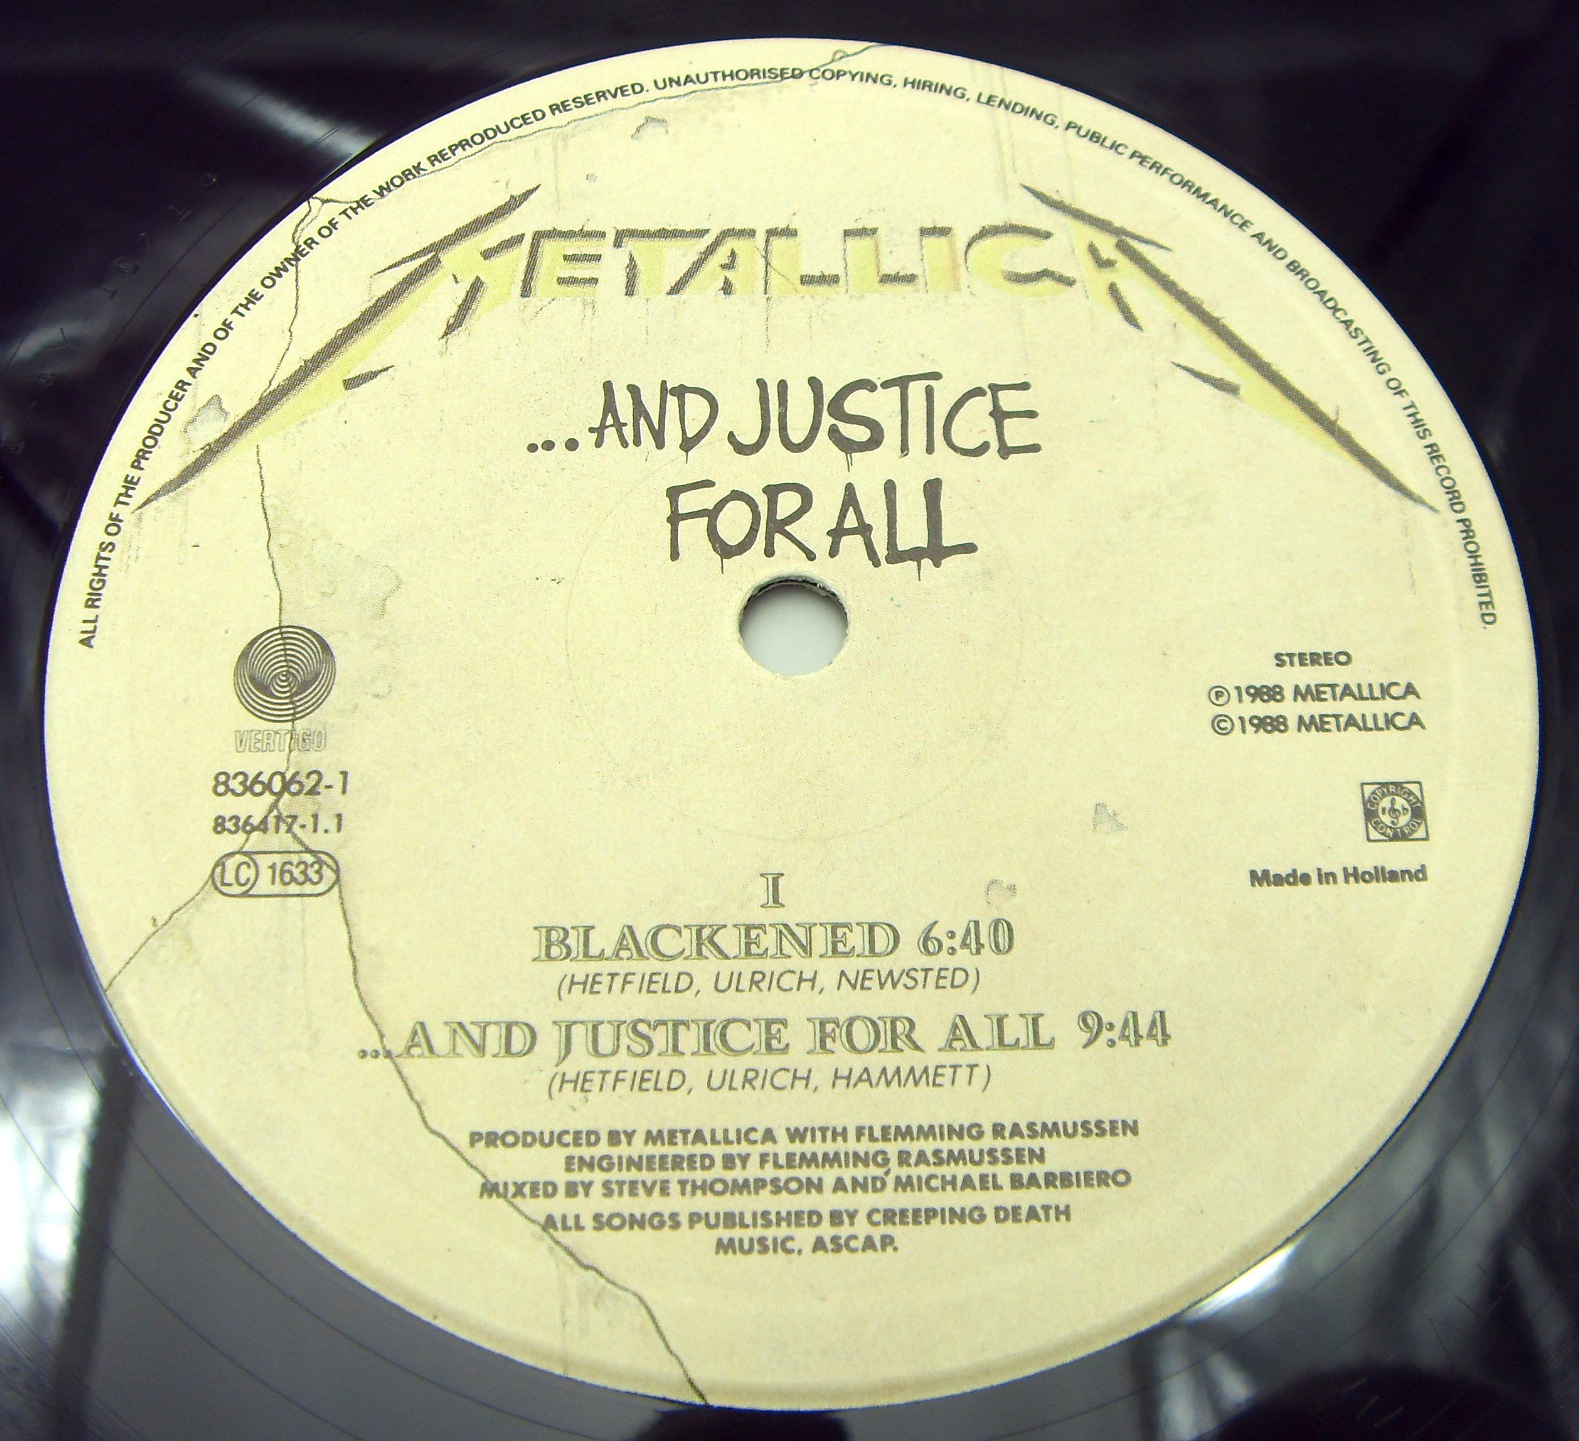 ALL RIGHTS OF THE PRODUCER AND OF THE OWNER OF THE WORK REPRODUCED RESERVED. UNAUTHORISED COPYING, HIRING, LENDING, PUBLIC PERFORMANCE AND BROADCASTING OF THIS RECORD PROHIBITED.
METALLICA
...AND JUSTICE
FOR ALL
VERTIGO
836062-1
836417-1.1
LC 1633
STEREO
Ⓟ 1988 METALLICA
© 1988 METALLICA
COPYRIGHT
CONTROL
Made in Holland
I
BLACKENED 6:40
(HETFIELD, ULRICH, NEWSTED)
...AND JUSTICE FOR ALL 9:44
(HETFIELD, ULRICH, HAMMETT)
PRODUCED BY METALLICA WITH FLEMMING RASMUSSEN
ENGINEERED BY FLEMMING RASMUSSEN
MIXED BY STEVE THOMPSON AND MICHAEL BARBIERO
ALL SONGS PUBLISHED BY CREEPING DEATH
MUSIC, ASCAP.